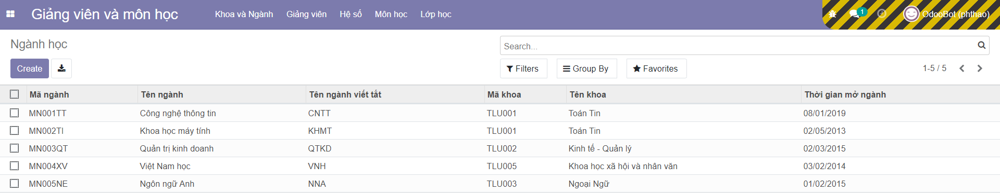 Giảng viên và môn học Khoa và Ngành Giảng viên Hệ số Môn học Lớp học 1 OdooBot (phthao)
Ngành học Search...
Create Filters Group By Favorites 1-5 / 5
Mã ngành Tên ngành Tên ngành viết tắt Mã khoa Tên khoa Thời gian mở ngành
MN001TT Công nghệ thông tin CNTT TLU001 Toán Tin 08/01/2019
MN002TI Khoa học máy tính KHMT TLU001 Toán Tin 02/05/2013
MN003QT Quản trị kinh doanh QTKD TLU002 Kinh tế - Quản lý 02/03/2015
MN004XV Việt Nam học VNH TLU005 Khoa học xã hội và nhân văn 03/02/2014
MN005NE Ngôn ngữ Anh NNA TLU003 Ngoại Ngữ 01/02/2015